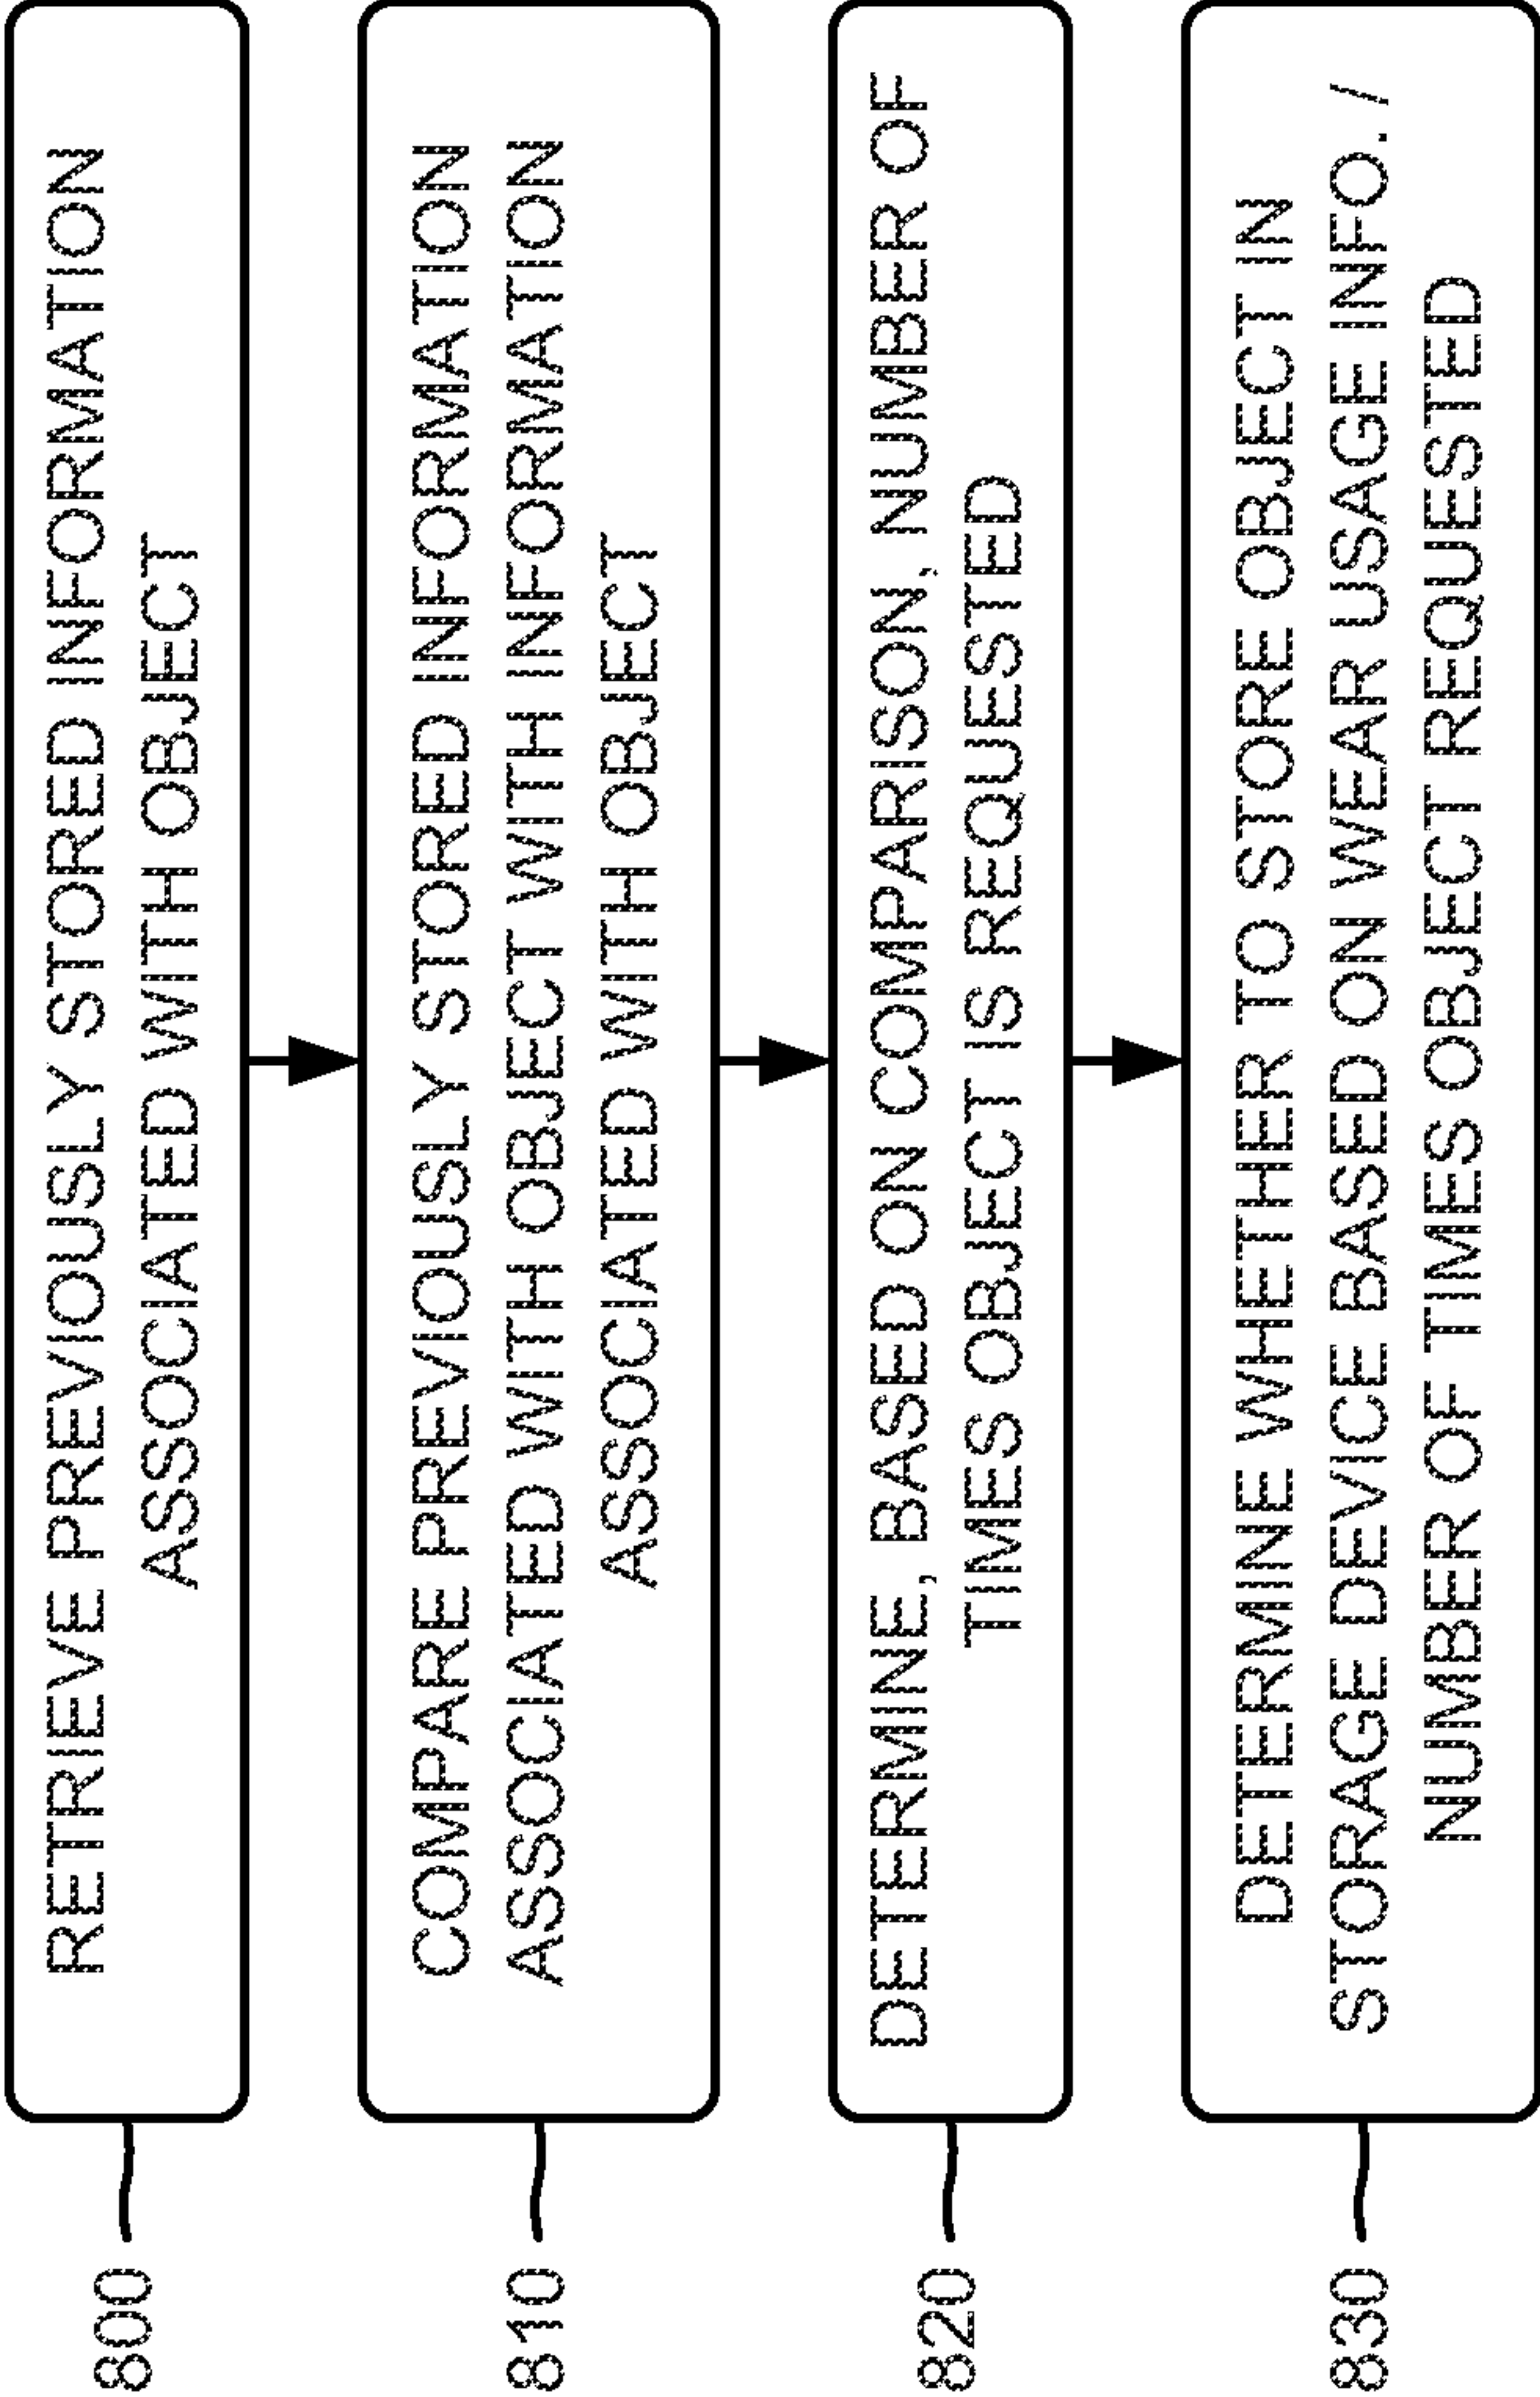 800
RETRIEVE PREVIOUSLY STORED INFORMATION
ASSOCIATED WITH OBJECT
810
COMPARE PREVIOUSLY STORED INFORMATION
ASSOCIATED WITH OBJECT WITH INFORMATION
ASSOCIATED WITH OBJECT
820
DETERMINE, BASED ON COMPARISON, NUMBER OF
TIMES OBJECT IS REQUESTED
830
DETERMINE WHETHER TO STORE OBJECT IN
STORAGE DEVICE BASED ON WEAR USAGE INFO. /
NUMBER OF TIMES OBJECT REQUESTED